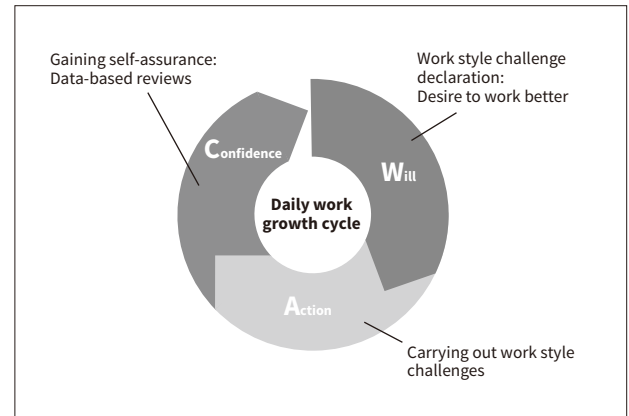 Gaining self-assurance:
Data-based reviews
Work style challenge
declaration:
Desire to work better
Confidence
Will
Daily work
growth cycle
Action
Carrying out work style
challenges